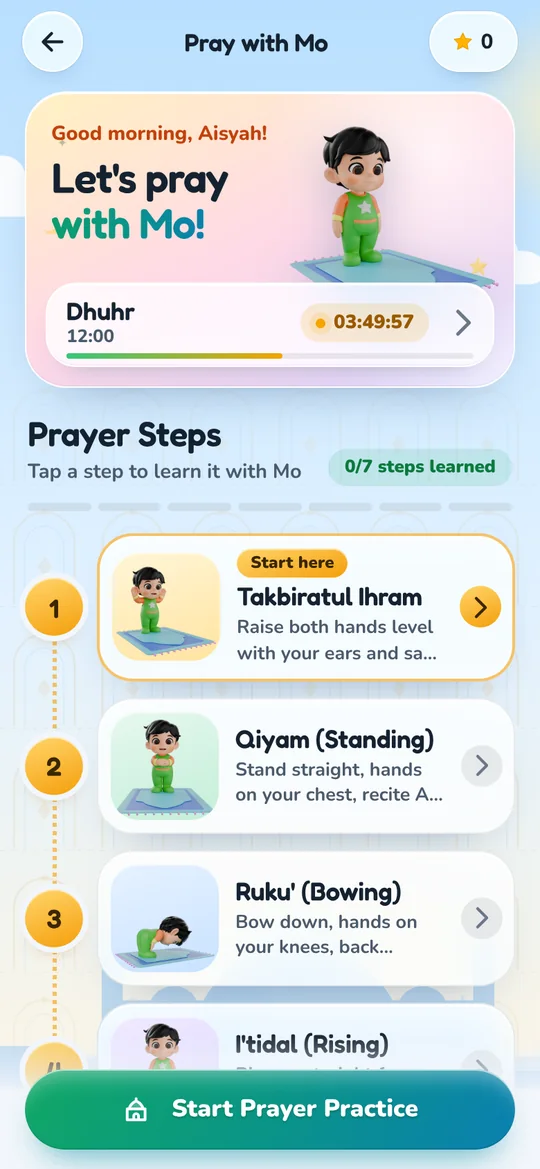 Pray with Mo
0
Good morning, Aisyah!
Let's pray
with Mo!
Dhuhr
12:00
03:49:57
Prayer Steps
Tap a step to learn it with Mo
0/7 steps learned
1
Start here
Takbiratul Ihram
Raise both hands level
with your ears and sa...
2
Qiyam (Standing)
Stand straight, hands
on your chest, recite A...
3
Ruku' (Bowing)
Bow down, hands on
your knees, back...
4
I'tidal (Rising)
Start Prayer Practice